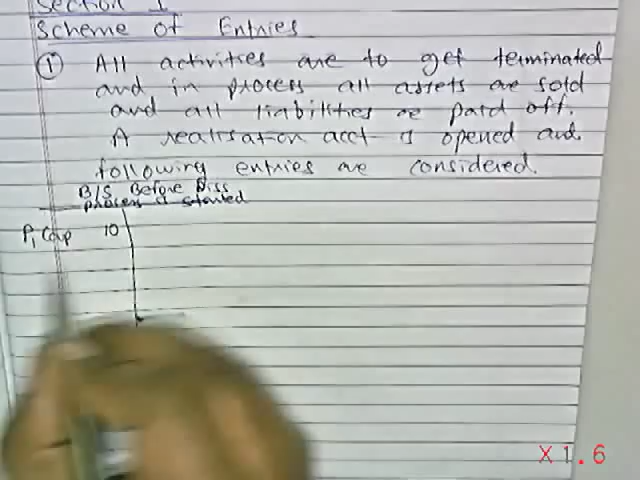 Section 1
Scheme of Entries
① All activities are to get terminated
and in process all assets are sold
and all liabilities are paid off.
A realisation acct is opened and
following entries are considered.
B/S Before Diss
process is started
P₁ Cap 10
X1.6